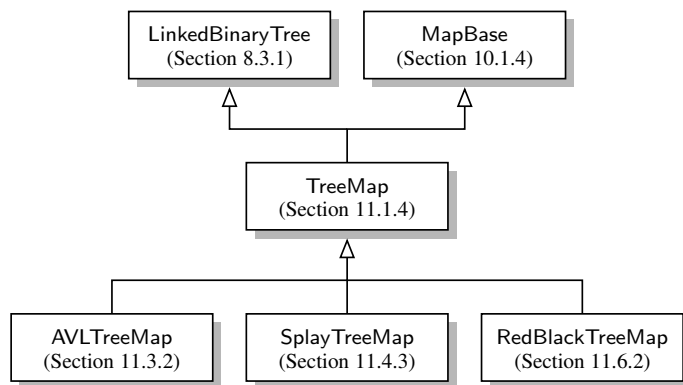 LinkedBinaryTree
(Section 8.3.1)
MapBase
(Section 10.1.4)
TreeMap
(Section 11.1.4)
AVLTreeMap
(Section 11.3.2)
SplayTreeMap
(Section 11.4.3)
RedBlackTreeMap
(Section 11.6.2)